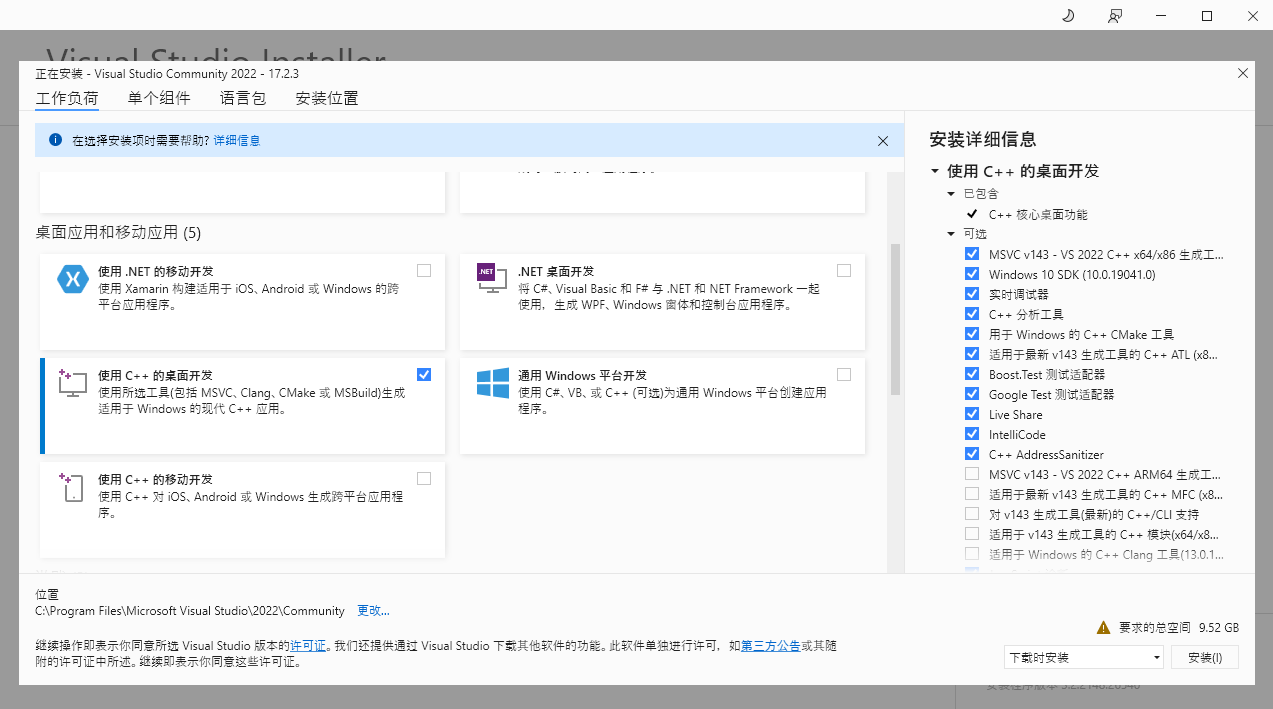 Visual Studio Installer
正在安装 - Visual Studio Community 2022 - 17.2.3
工作负荷 单个组件 语言包 安装位置
在选择安装项时需要帮助? 详细信息
桌面应用和移动应用 (5)
使用 .NET 的移动开发
使用 Xamarin 构建适用于 iOS、Android 或 Windows 的跨
平台应用程序。
.NET
.NET 桌面开发
将 C#、Visual Basic 和 F# 与 .NET 和 NET Framework 一起
使用，生成 WPF、Windows 窗体和控制台应用程序。
使用 C++ 的桌面开发
使用所选工具(包括 MSVC、Clang、CMake 或 MSBuild)生成
适用于 Windows 的现代 C++ 应用。
通用 Windows 平台开发
使用 C#、VB、或 C++ (可选)为通用 Windows 平台创建应用
程序。
使用 C++ 的移动开发
使用 C++ 对 iOS、Android 或 Windows 生成跨平台应用程
序。
安装详细信息
使用 C++ 的桌面开发
已包含
C++ 核心桌面功能
可选
MSVC v143 - VS 2022 C++ x64/x86 生成工...
Windows 10 SDK (10.0.19041.0)
实时调试器
C++ 分析工具
用于 Windows 的 C++ CMake 工具
适用于最新 v143 生成工具的 C++ ATL (x8...
Boost.Test 测试适配器
Google Test 测试适配器
Live Share
IntelliCode
C++ AddressSanitizer
MSVC v143 - VS 2022 C++ ARM64 生成工...
适用于最新 v143 生成工具的 C++ MFC (x8...
对 v143 生成工具(最新)的 C++/CLI 支持
适用于 v143 生成工具的 C++ 模块(x64/x8...
适用于 Windows 的 C++ Clang 工具(13.0.1...
位置
C:\Program Files\Microsoft Visual Studio\2022\Community 更改...
继续操作即表示你同意所选 Visual Studio 版本的许可证。我们还提供通过 Visual Studio 下载其他软件的功能。此软件单独进行许可，如第三方公告或其随
附的许可证中所述。继续即表示你同意这些许可证。
要求的总空间 9.52 GB
下载时安装 安装(I)